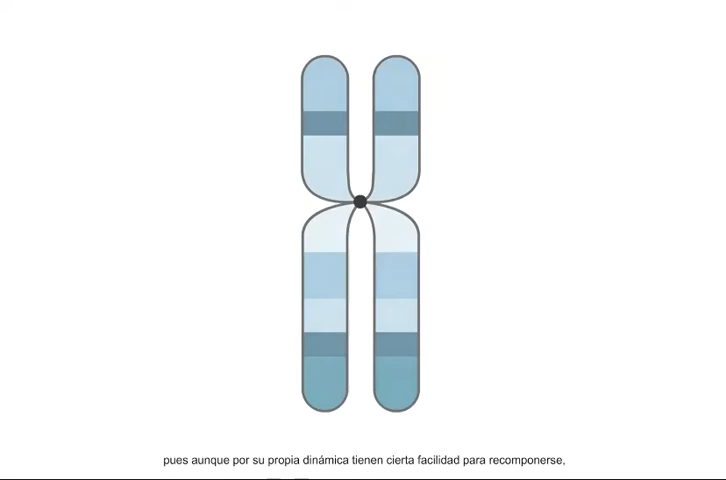 pues aunque por su propia dinámica tienen cierta facilidad para recomponerse,